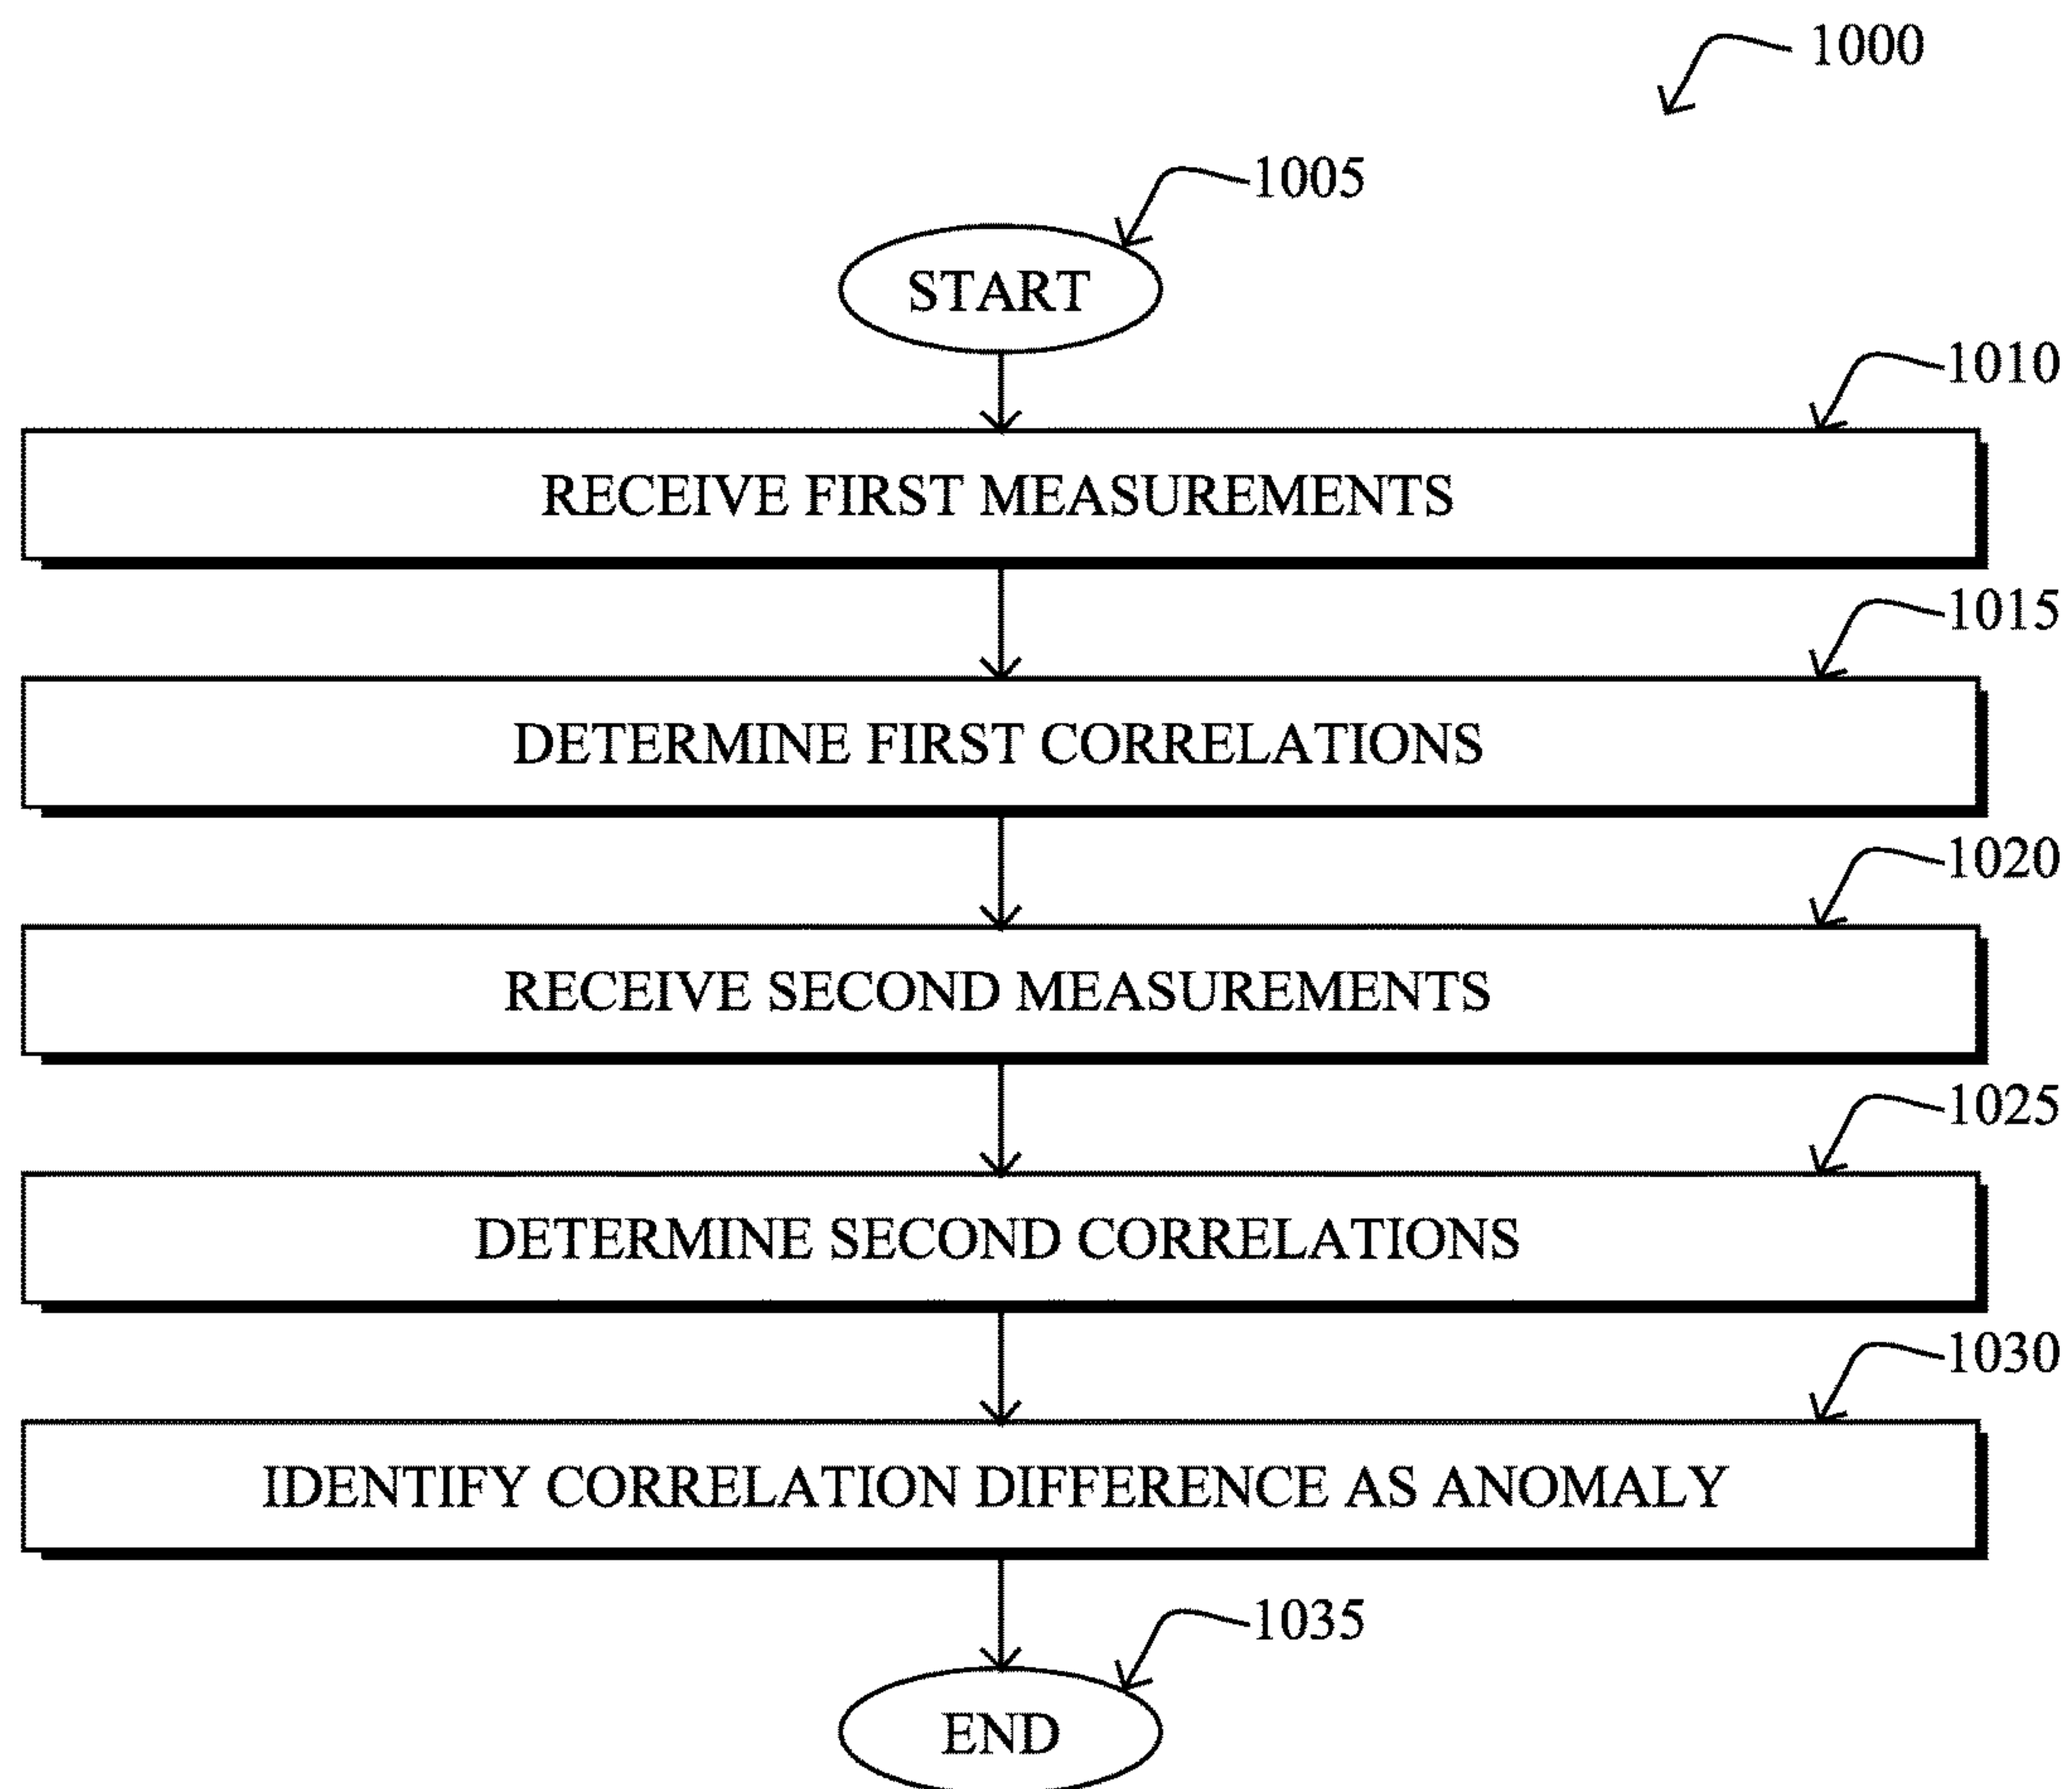 1000
1005
START
1010
RECEIVE FIRST MEASUREMENTS
1015
DETERMINE FIRST CORRELATIONS
1020
RECEIVE SECOND MEASUREMENTS
1025
DETERMINE SECOND CORRELATIONS
1030
IDENTIFY CORRELATION DIFFERENCE AS ANOMALY
1035
END